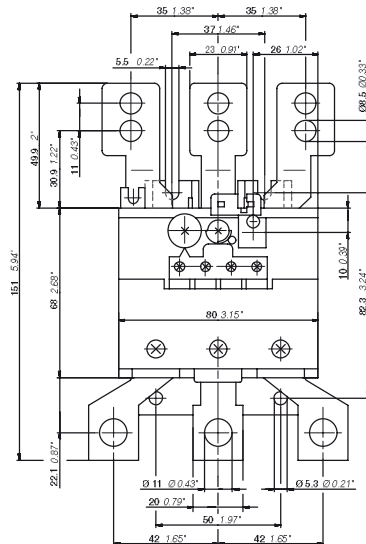 35 1.38" 35 1.38"
37 1.46"
23 0.91" 26 1.02"
5.5 0.22"
Ø8.5 Ø0.33"
49.9 2"
30.9 1.22"
11 0.43"
151 5.94"
68 2.68"
10 0.39"
82.3 3.24"
80 3.15"
22.1 0.87"
Ø 11 Ø 0.43" Ø 5.3 Ø 0.21"
20 0.79"
50 1.97"
42 1.65" 42 1.65"